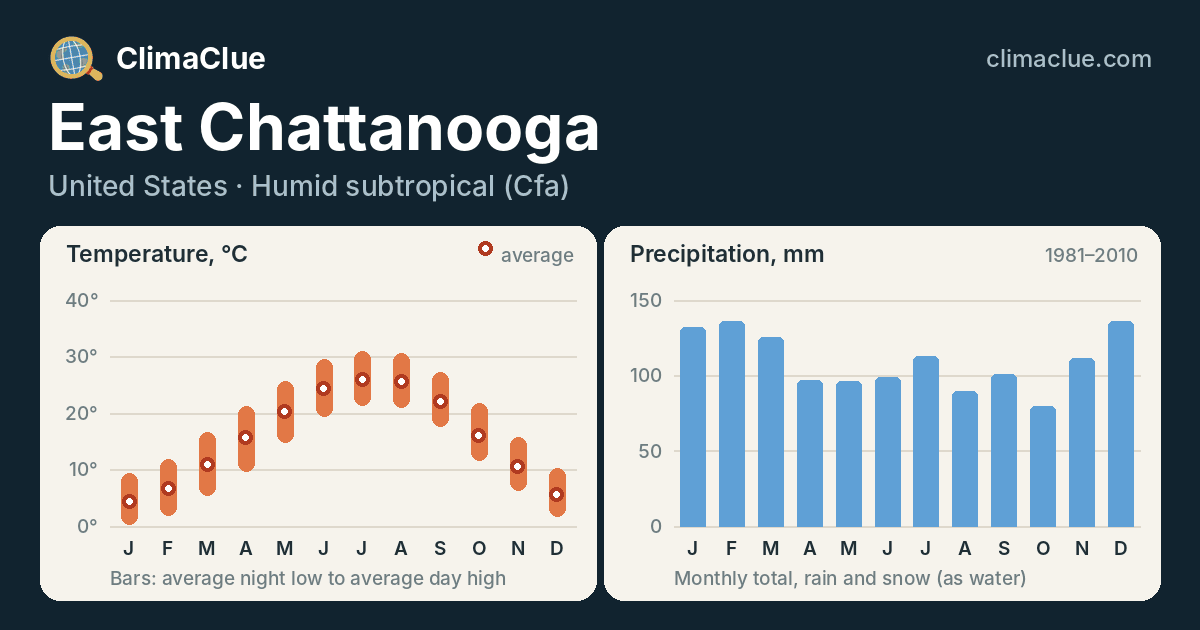 ClimaClue
climaclue.com
East Chattanooga
United States · Humid subtropical (Cfa)
Temperature, °C
average
40°
30°
20°
10°
0°
J F M A M J J A S O N D
Bars: average night low to average day high
Precipitation, mm
1981–2010
150
100
50
0
J F M A M J J A S O N D
Monthly total, rain and snow (as water)